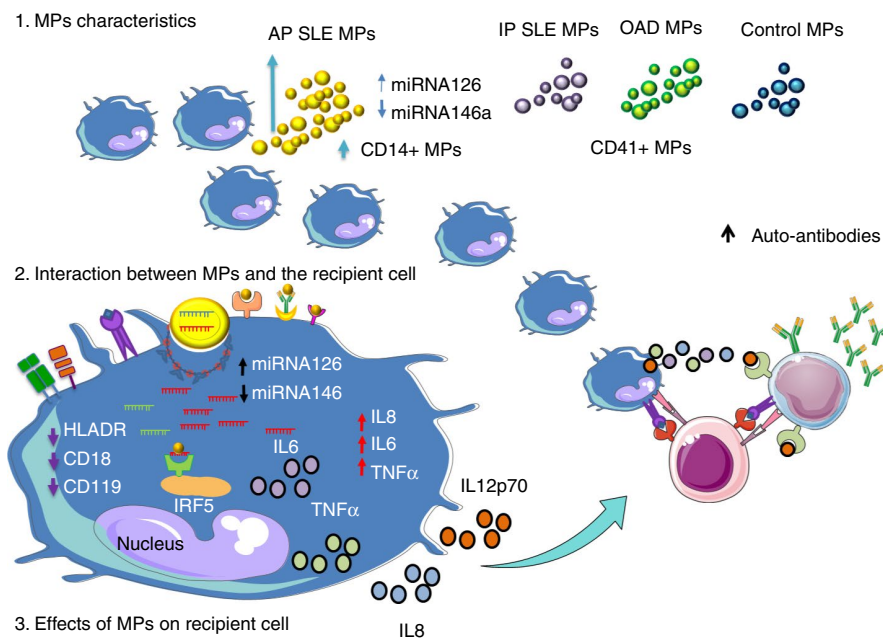 1. MPs characteristics
AP SLE MPs
IP SLE MPs
OAD MPs
Control MPs
miRNA126
miRNA146a
CD14+ MPs
CD41+ MPs
Auto-antibodies
2. Interaction between MPs and the recipient cell
miRNA126
miRNA146
HLADR
CD18
CD119
IL8
IL6
TNFα
IL6
IRF5
TNFα
IL12p70
Nucleus
IL8
3. Effects of MPs on recipient cell